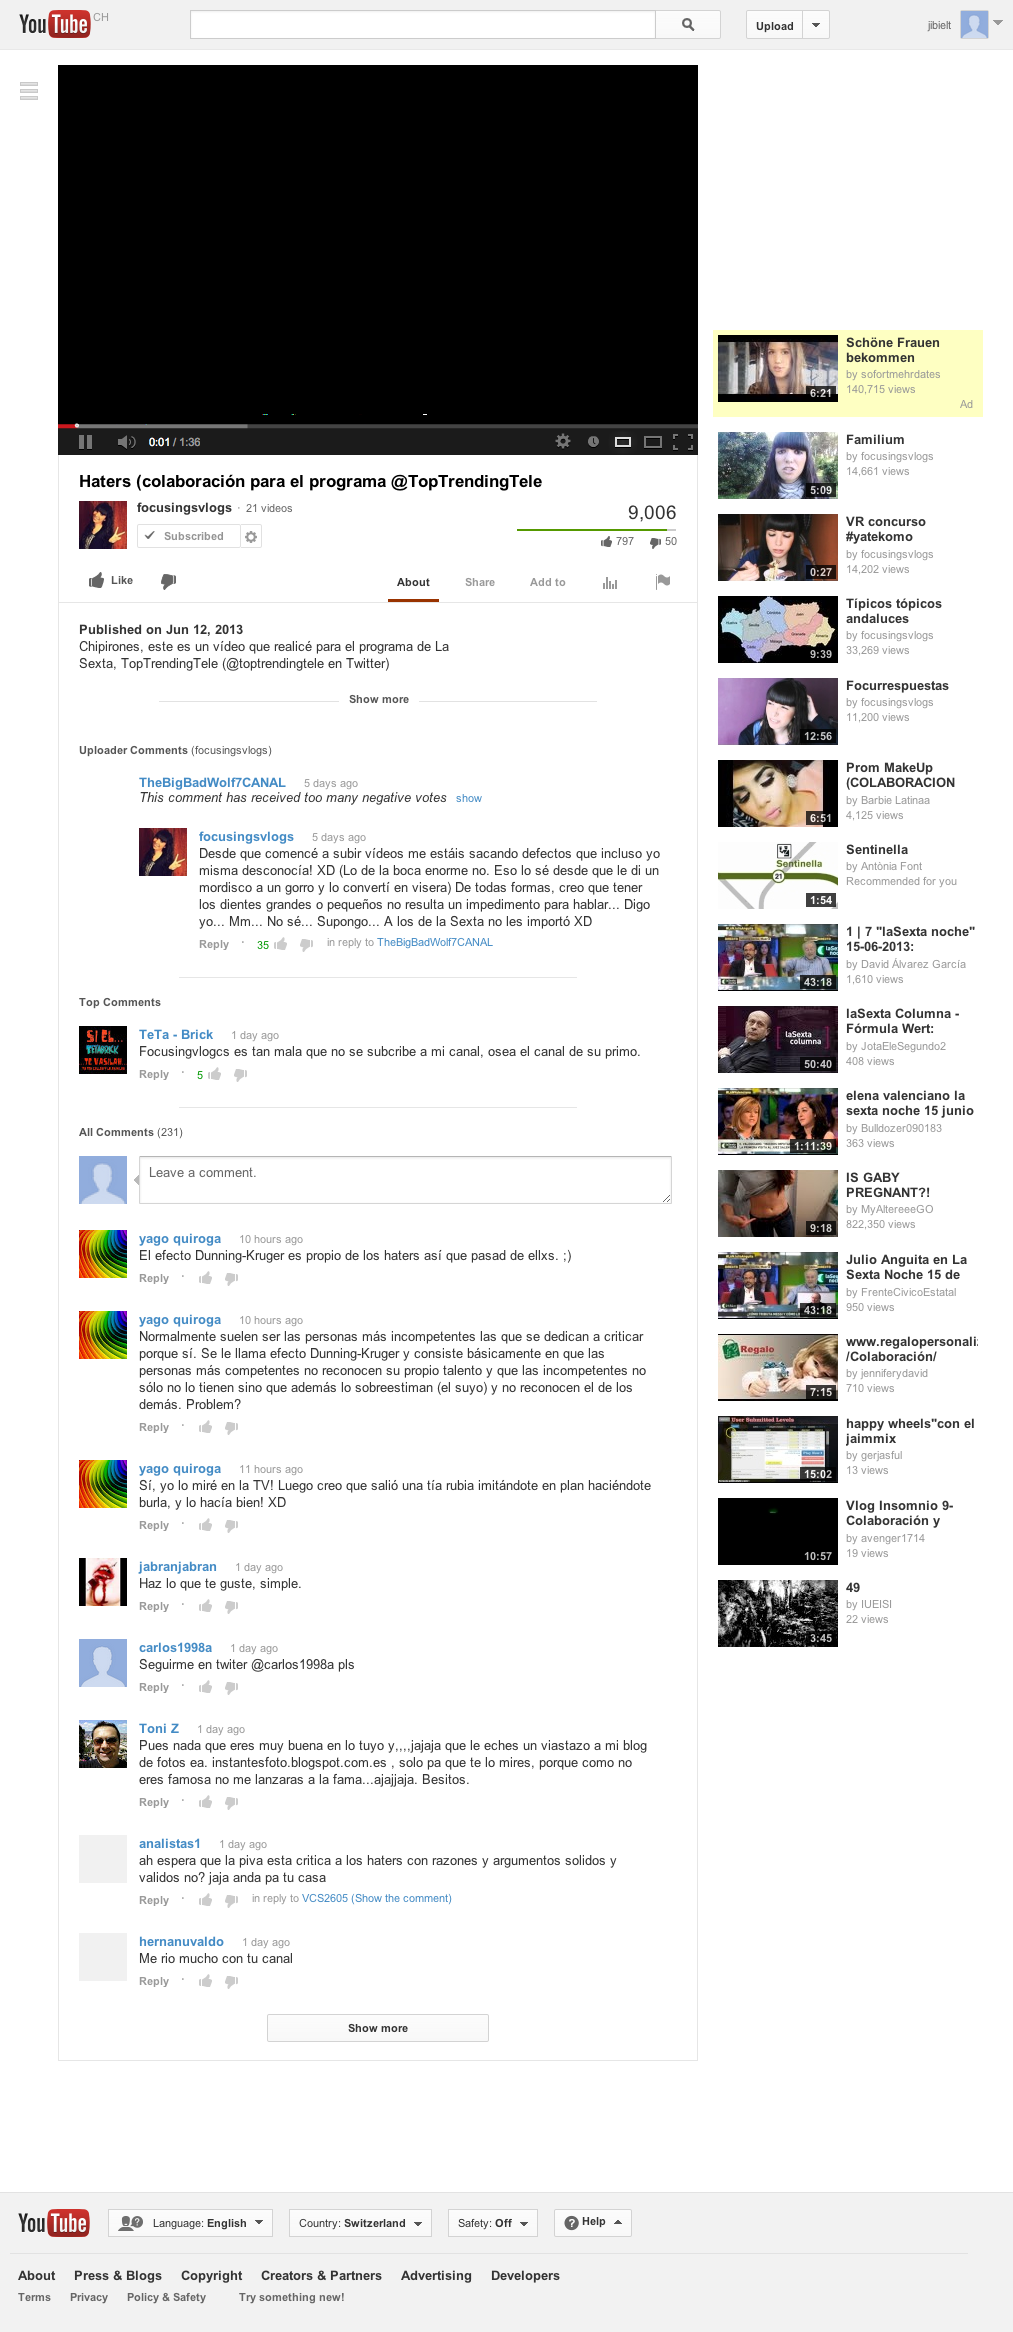 YouTube CH
Upload
jibielt
0:01 / 1:36
Haters (colaboración para el programa @TopTrendingTele
focusingsvlogs · 21 videos
Subscribed
9,006
797 50
Like
About Share Add to
Published on Jun 12, 2013
Chipirones, este es un vídeo que realicé para el programa de La
Sexta, TopTrendingTele (@toptrendingtele en Twitter)
Show more
Uploader Comments (focusingsvlogs)
TheBigBadWolf7CANAL 5 days ago
This comment has received too many negative votes show
focusingsvlogs 5 days ago
Desde que comencé a subir vídeos me estáis sacando defectos que incluso yo
misma desconocía! XD (Lo de la boca enorme no. Eso lo sé desde que le di un
mordisco a un gorro y lo convertí en visera) De todas formas, creo que tener
los dientes grandes o pequeños no resulta un impedimento para hablar... Digo
yo... Mm... No sé... Supongo... A los de la Sexta no les importó XD
Reply · 35 in reply to TheBigBadWolf7CANAL
Top Comments
TeTa - Brick 1 day ago
Focusingvlogcs es tan mala que no se subcribe a mi canal, osea el canal de su primo.
Reply · 5
All Comments (231)
Leave a comment.
yago quiroga 10 hours ago
El efecto Dunning-Kruger es propio de los haters así que pasad de ellxs. ;)
Reply ·
yago quiroga 10 hours ago
Normalmente suelen ser las personas más incompetentes las que se dedican a criticar
porque sí. Se le llama efecto Dunning-Kruger y consiste básicamente en que las
personas más competentes no reconocen su propio talento y que las incompetentes no
sólo no lo tienen sino que además lo sobreestiman (el suyo) y no reconocen el de los
demás. Problem?
Reply ·
yago quiroga 11 hours ago
Sí, yo lo miré en la TV! Luego creo que salió una tía rubia imitándote en plan haciéndote
burla, y lo hacía bien! XD
Reply ·
jabranjabran 1 day ago
Haz lo que te guste, simple.
Reply ·
carlos1998a 1 day ago
Seguirme en twiter @carlos1998a pls
Reply ·
Toni Z 1 day ago
Pues nada que eres muy buena en lo tuyo y,,,,jajaja que le eches un viastazo a mi blog
de fotos ea. instantesfoto.blogspot.com.es , solo pa que te lo mires, porque como no
eres famosa no me lanzaras a la fama...ajajjaja. Besitos.
Reply ·
analistas1 1 day ago
ah espera que la piva esta critica a los haters con razones y argumentos solidos y
validos no? jaja anda pa tu casa
Reply · in reply to VCS2605 (Show the comment)
hernanuvaldo 1 day ago
Me rio mucho con tu canal
Reply ·
Show more
Schöne Frauen
bekommen
by sofortmehrdates
140,715 views
Ad
6:21
Familium
by focusingsvlogs
14,661 views
5:09
VR concurso
#yatekomo
by focusingsvlogs
14,202 views
0:27
Típicos tópicos
andaluces
by focusingsvlogs
33,269 views
9:39
Focurrespuestas
by focusingsvlogs
11,200 views
12:56
Prom MakeUp
(COLABORACION
by Barbie Latinaa
4,125 views
6:51
Sentinella
by Antònia Font
Recommended for you
Sentinella
21
1:54
1 | 7 "laSexta noche"
15-06-2013:
by David Álvarez García
1,610 views
43:18
laSexta Columna -
Fórmula Wert:
by JotaEleSegundo2
408 views
laSexta
columna
50:40
elena valenciano la
sexta noche 15 junio
by Bulldozer090183
363 views
1:11:39
IS GABY
PREGNANT?!
by MyAltereeeGO
822,350 views
9:18
Julio Anguita en La
Sexta Noche 15 de
by FrenteCivicoEstatal
950 views
43:18
www.regalopersonali
/Colaboración/
by jenniferydavid
710 views
Regalo
7:15
happy wheels"con el
jaimmix
by gerjasful
13 views
User Submitted Levels
15:02
Vlog Insomnio 9-
Colaboración y
by avenger1714
19 views
10:57
49
by IUEISI
22 views
3:45
YouTube
Language: English
Country: Switzerland
Safety: Off
Help
About Press & Blogs Copyright Creators & Partners Advertising Developers
Terms Privacy Policy & Safety Try something new!